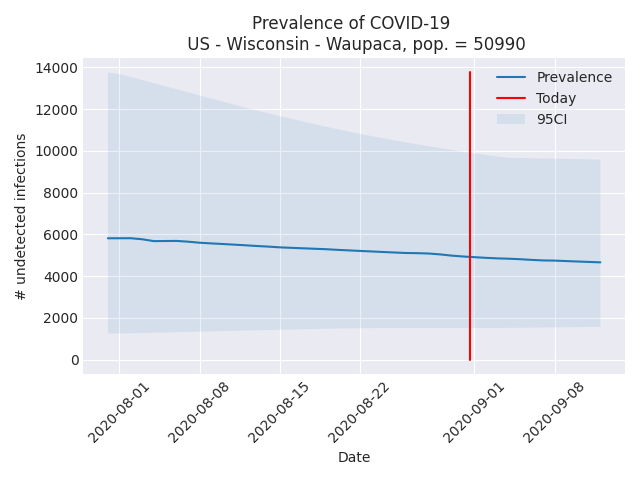 Prevalence of COVID-19
US - Wisconsin - Waupaca, pop. = 50990
14000
12000
10000
8000
6000
4000
2000
0
# undetected infections
Prevalence
Today
95CI
2020-08-01
2020-08-08
2020-08-15
2020-08-22
2020-09-01
2020-09-08
Date